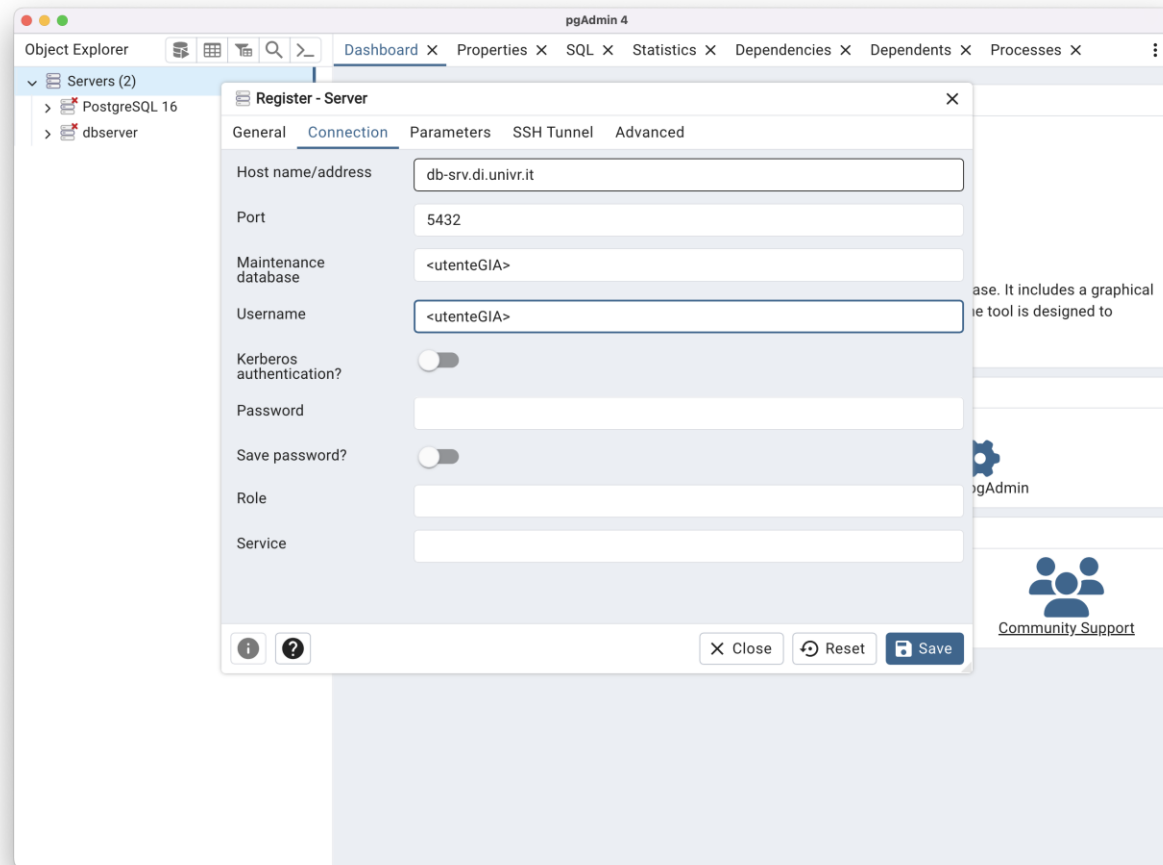 pgAdmin 4
Object Explorer
Dashboard
Properties
SQL
Statistics
Dependencies
Dependents
Processes
Servers (2)
PostgreSQL 16
dbserver
Register - Server
General
Connection
Parameters
SSH Tunnel
Advanced
Host name/address
db-srv.di.univr.it
Port
5432
Maintenance
database
<utenteGIA>
Username
<utenteGIA>
Kerberos
authentication?
Password
Save password?
Role
Service
Close
Reset
Save
ase. It includes a graphical
e tool is designed to
pgAdmin
Community Support